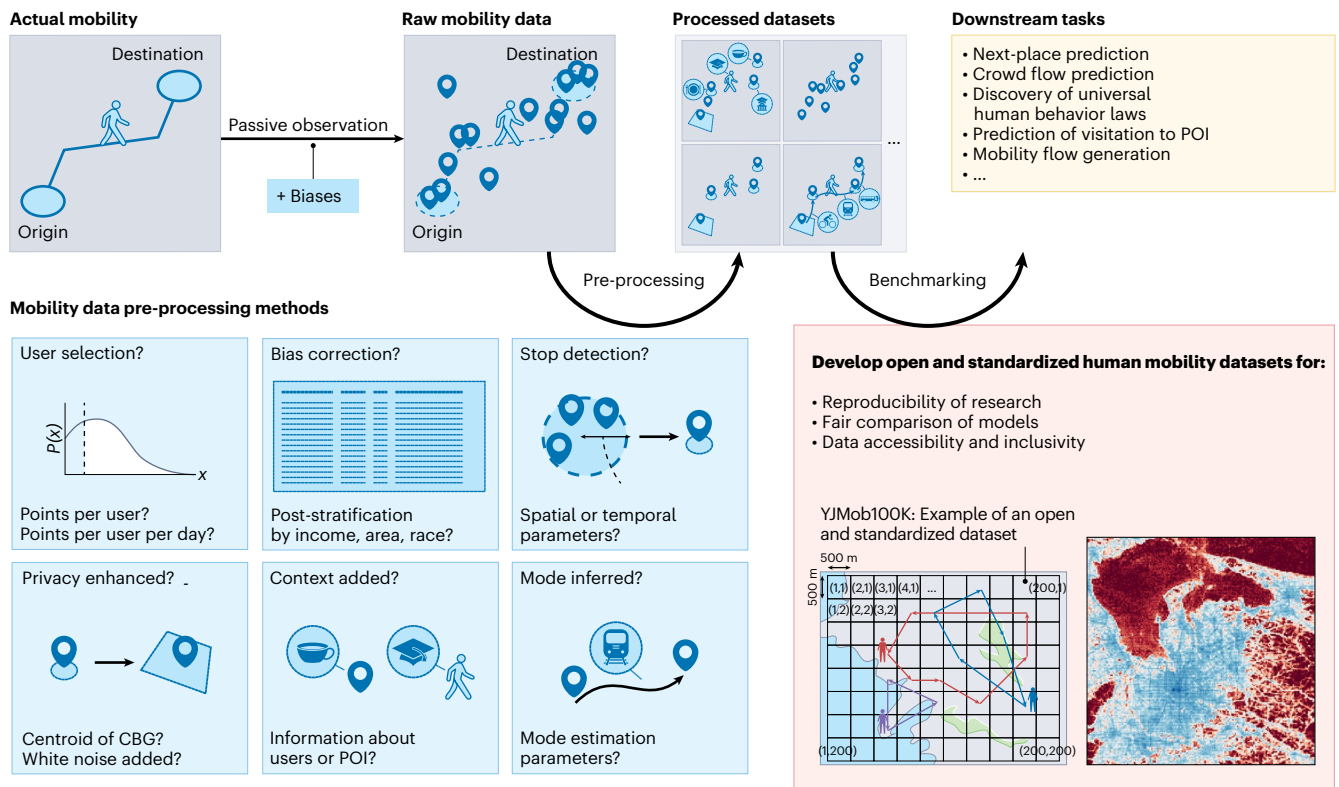 Actual mobility
Destination
Origin
Passive observation
+ Biases
Raw mobility data
Destination
Origin
Pre-processing
Processed datasets
...
Benchmarking
Downstream tasks
• Next-place prediction
• Crowd flow prediction
• Discovery of universal
human behavior laws
• Prediction of visitation to POI
• Mobility flow generation
• ...
Mobility data pre-processing methods
User selection?
P(x)
x
Points per user?
Points per user per day?
Bias correction?
Post-stratification
by income, area, race?
Stop detection?
Spatial or temporal
parameters?
Privacy enhanced?
Centroid of CBG?
White noise added?
Context added?
Information about
users or POI?
Mode inferred?
Mode estimation
parameters?
Develop open and standardized human mobility datasets for:
• Reproducibility of research
• Fair comparison of models
• Data accessibility and inclusivity
YJMob100K: Example of an open
and standardized dataset
500 m
500 m
(1,1) (2,1) (3,1) (4,1) ... (200,1)
(1,2) (2,2) (3,2)
(1,200) (200,200)